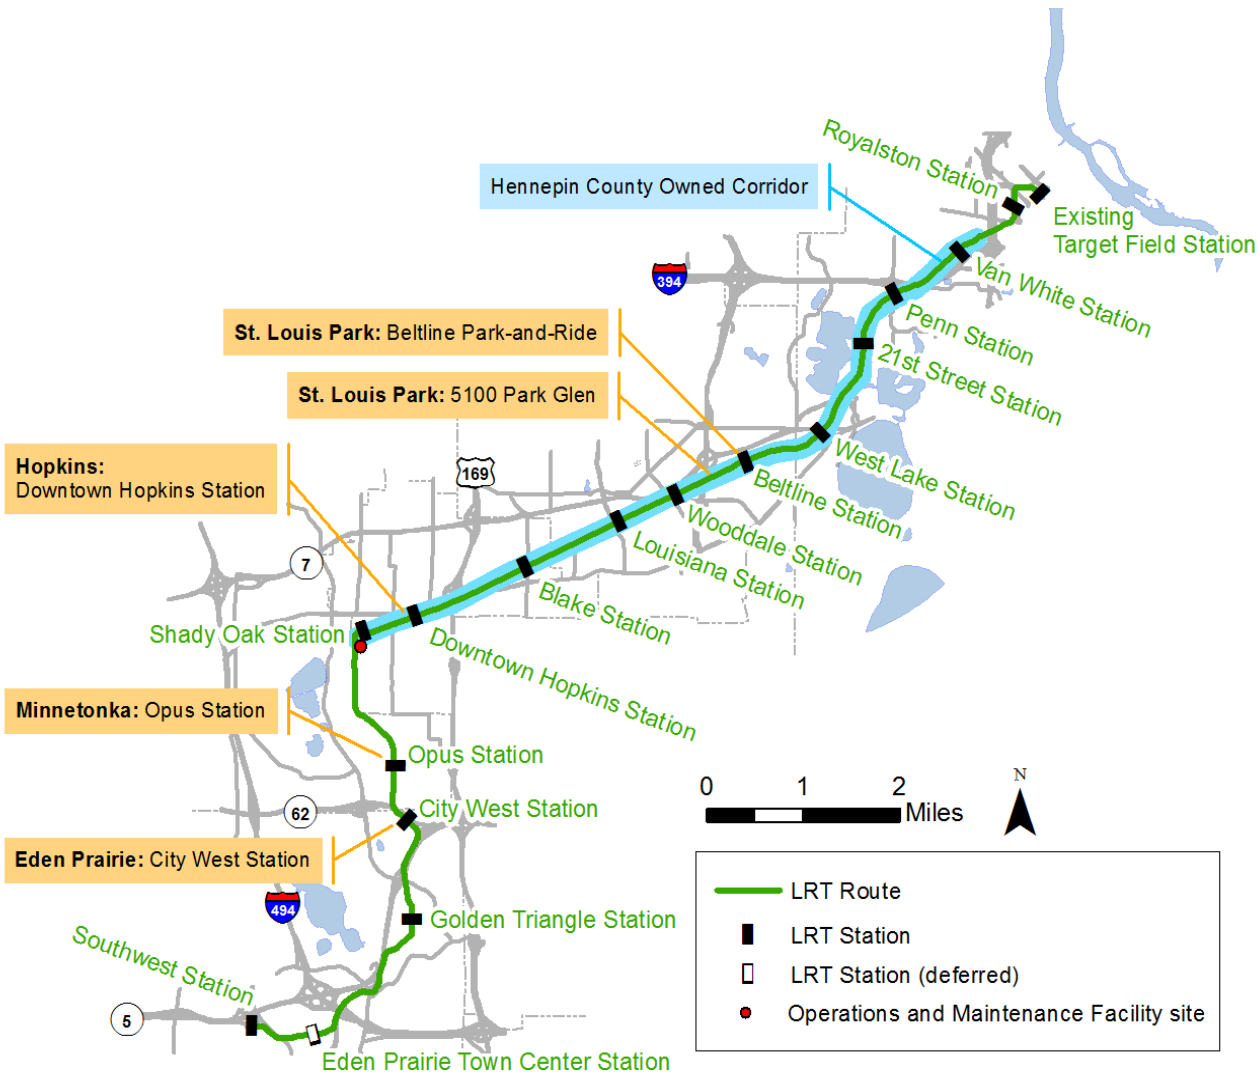 Royalston Station
Hennepin County Owned Corridor
Existing
Target Field Station
Van White Station
394
Penn Station
St. Louis Park: Beltline Park-and-Ride
21st Street Station
St. Louis Park: 5100 Park Glen
West Lake Station
Hopkins:
Downtown Hopkins Station
169
Beltline Station
Wooddale Station
Louisiana Station
7
Blake Station
Shady Oak Station
Downtown Hopkins Station
Minnetonka: Opus Station
Opus Station
City West Station
62
Eden Prairie: City West Station
494
Golden Triangle Station
Southwest Station
5
Eden Prairie Town Center Station
0 1 2
Miles
N
LRT Route
LRT Station
LRT Station (deferred)
Operations and Maintenance Facility site